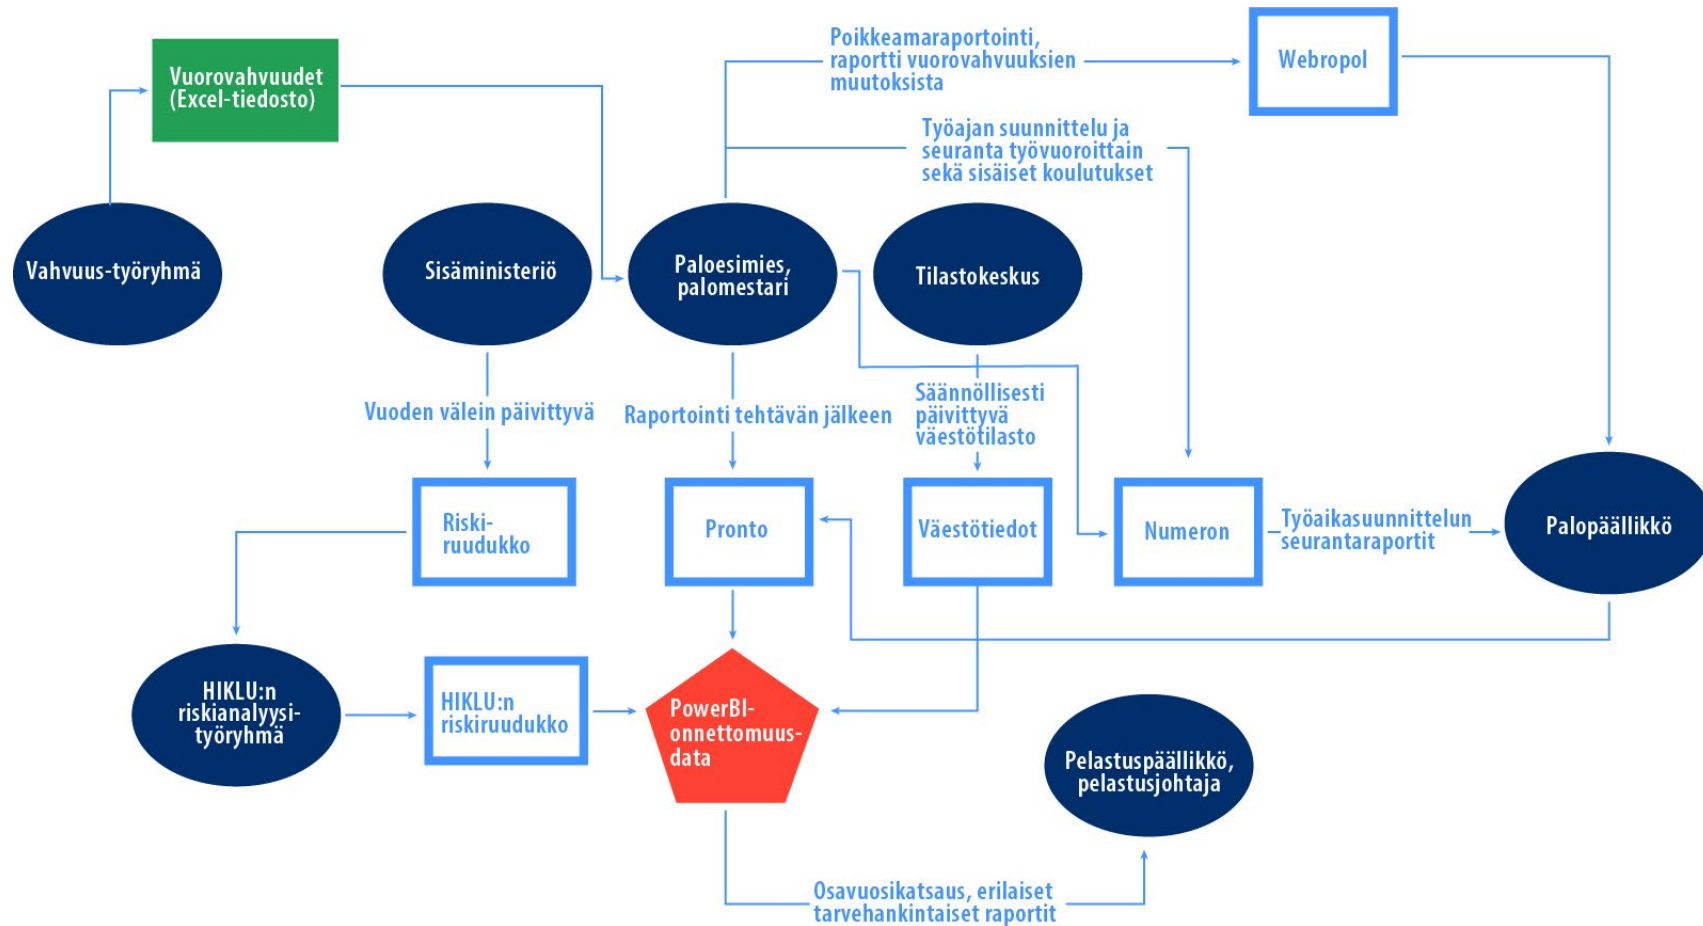 Poikkeamaraportointi,
raportti vuorovahvuuksien
muutoksista
Webropol
Vuorovahvuudet
(Excel-tiedosto)
Työajan suunnittelu ja
seuranta työvuoroittain
sekä sisäiset koulutukset
Vahvuus-työryhmä
Sisäministeriö
Paloesimies,
palomestari
Tilastokeskus
Vuoden välein päivittyvä
Raportointi tehtävän jälkeen
Säännöllisesti
päivittyvä
väestötilasto
Riski-
ruudukko
Pronto
Väestötiedot
Numeron
Työaikasuunnittelun
seurantaraportit
Palopäällikkö
HIKLU:n
riskianalyysi-
työryhmä
HIKLU:n
riskiruudukko
PowerBI-
onnettomuus-
data
Pelastuspäällikkö,
pelastusjohtaja
Osavuosikatsaus, erilaiset
tarvehankintaiset raportit